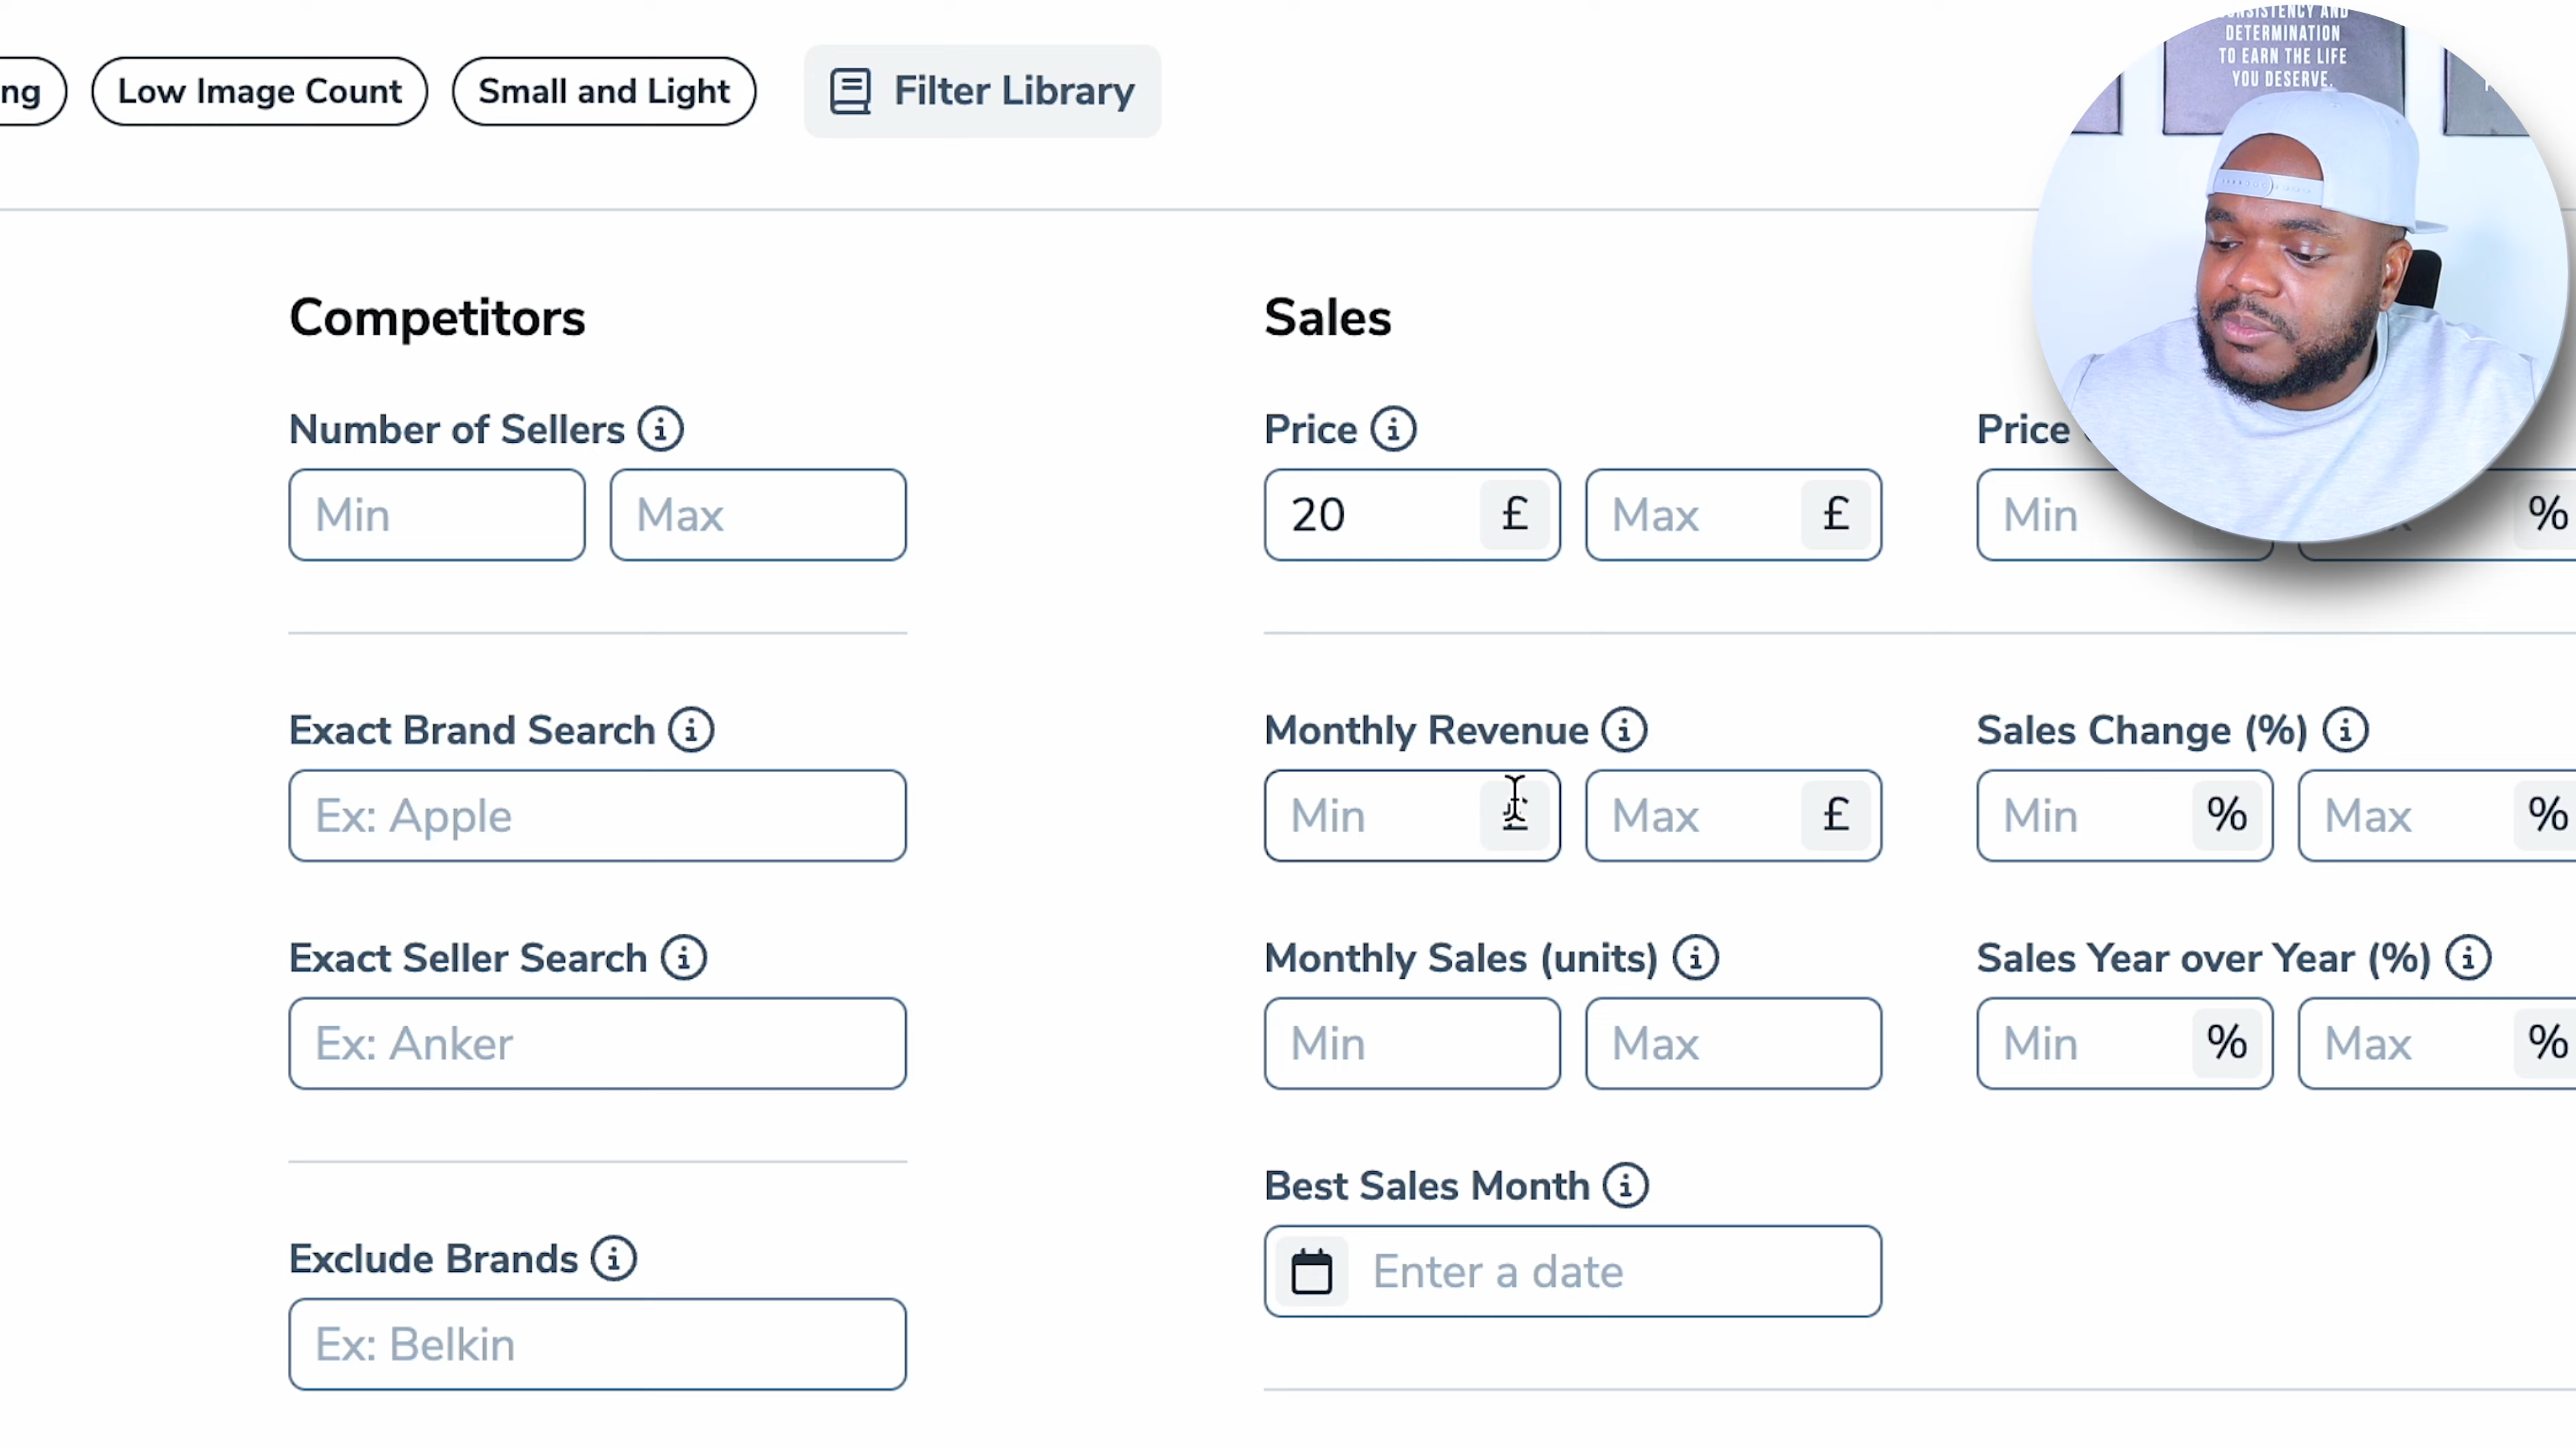 ng
Low Image Count
Small and Light
Filter Library
DETERMINATION
TO EARN THE LIFE
YOU DESERVE.
Competitors
Sales
Number of Sellers
Min
Max
Price
20 £
Max £
Price
Min
%
Exact Brand Search
Ex: Apple
Monthly Revenue
Min £
Max £
Sales Change (%)
Min %
Max %
Exact Seller Search
Ex: Anker
Monthly Sales (units)
Min
Max
Sales Year over Year (%)
Min %
Max %
Best Sales Month
Enter a date
Exclude Brands
Ex: Belkin